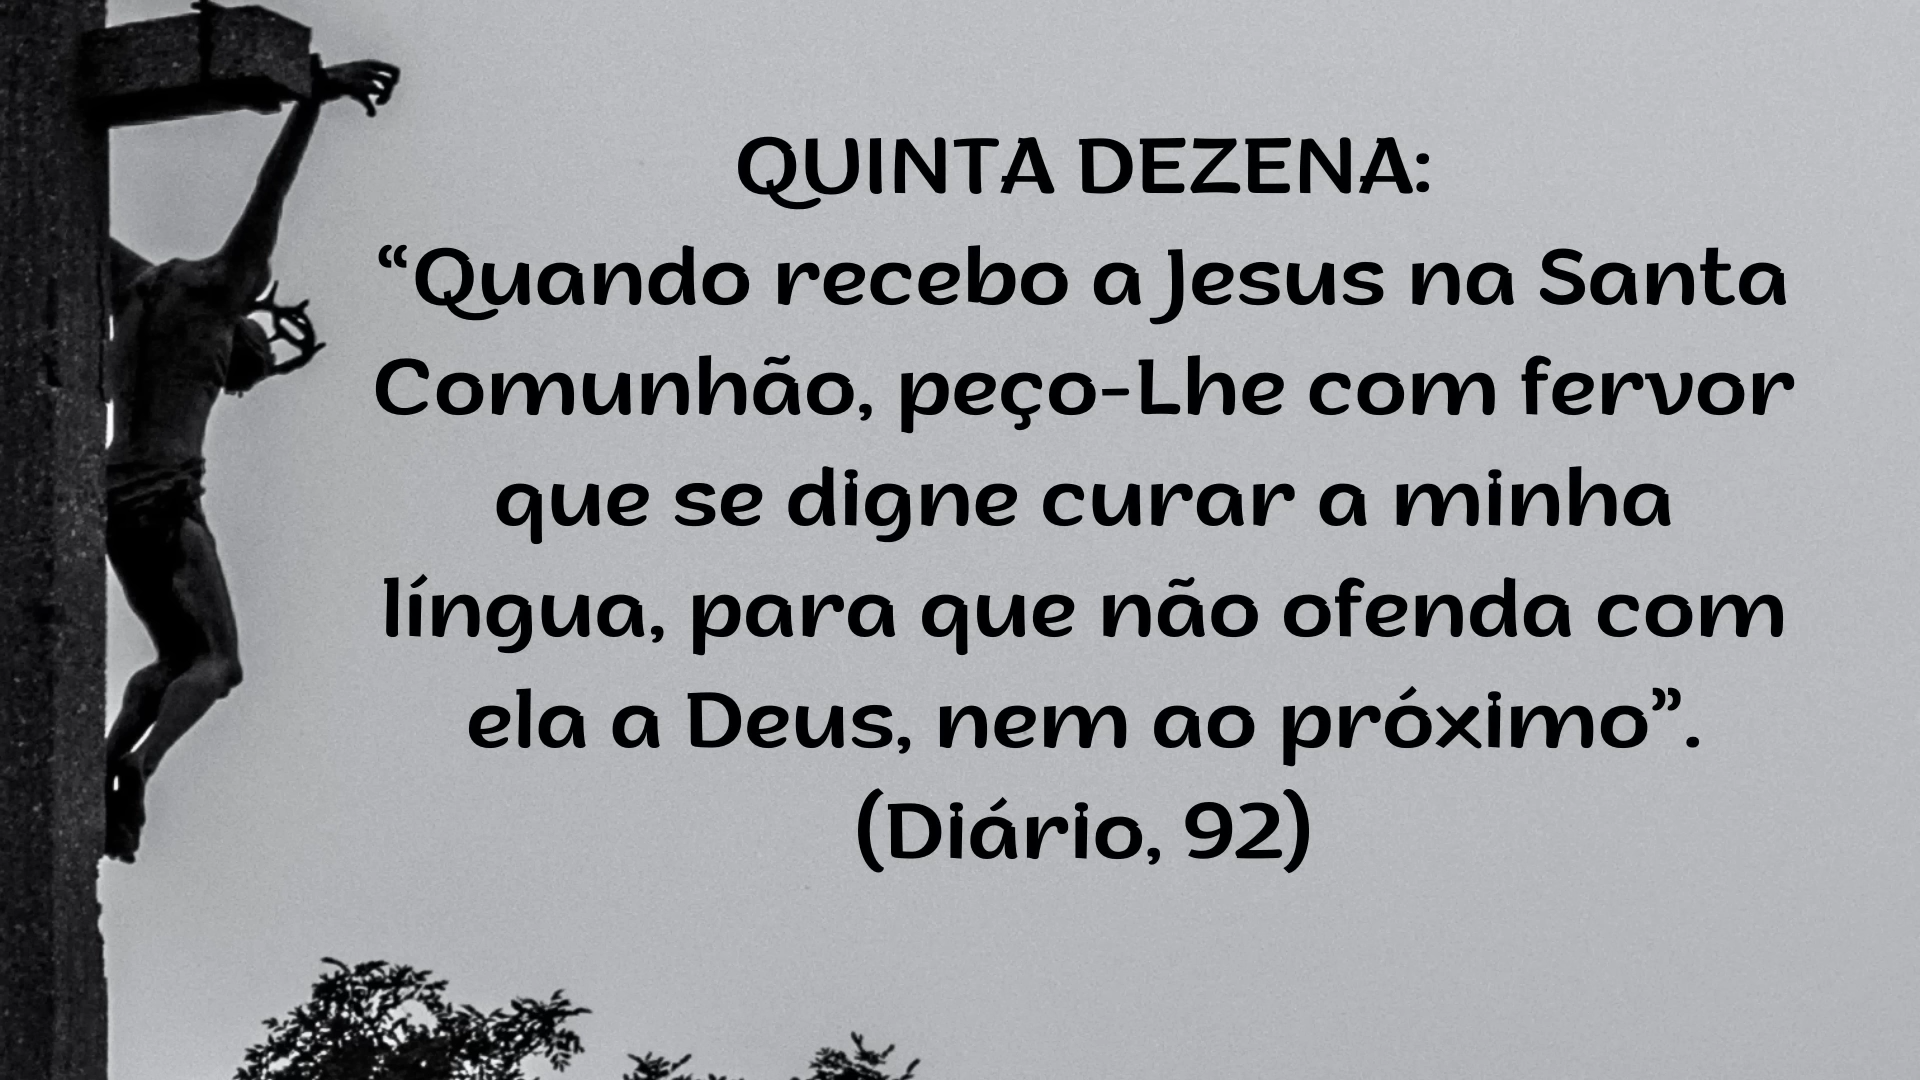 QUINTA DEZENA:
“Quando recebo a Jesus na Santa
Comunhão, peço-Lhe com fervor
que se digne curar a minha
língua, para que não ofenda com
ela a Deus, nem ao próximo”.
(Diário, 92)